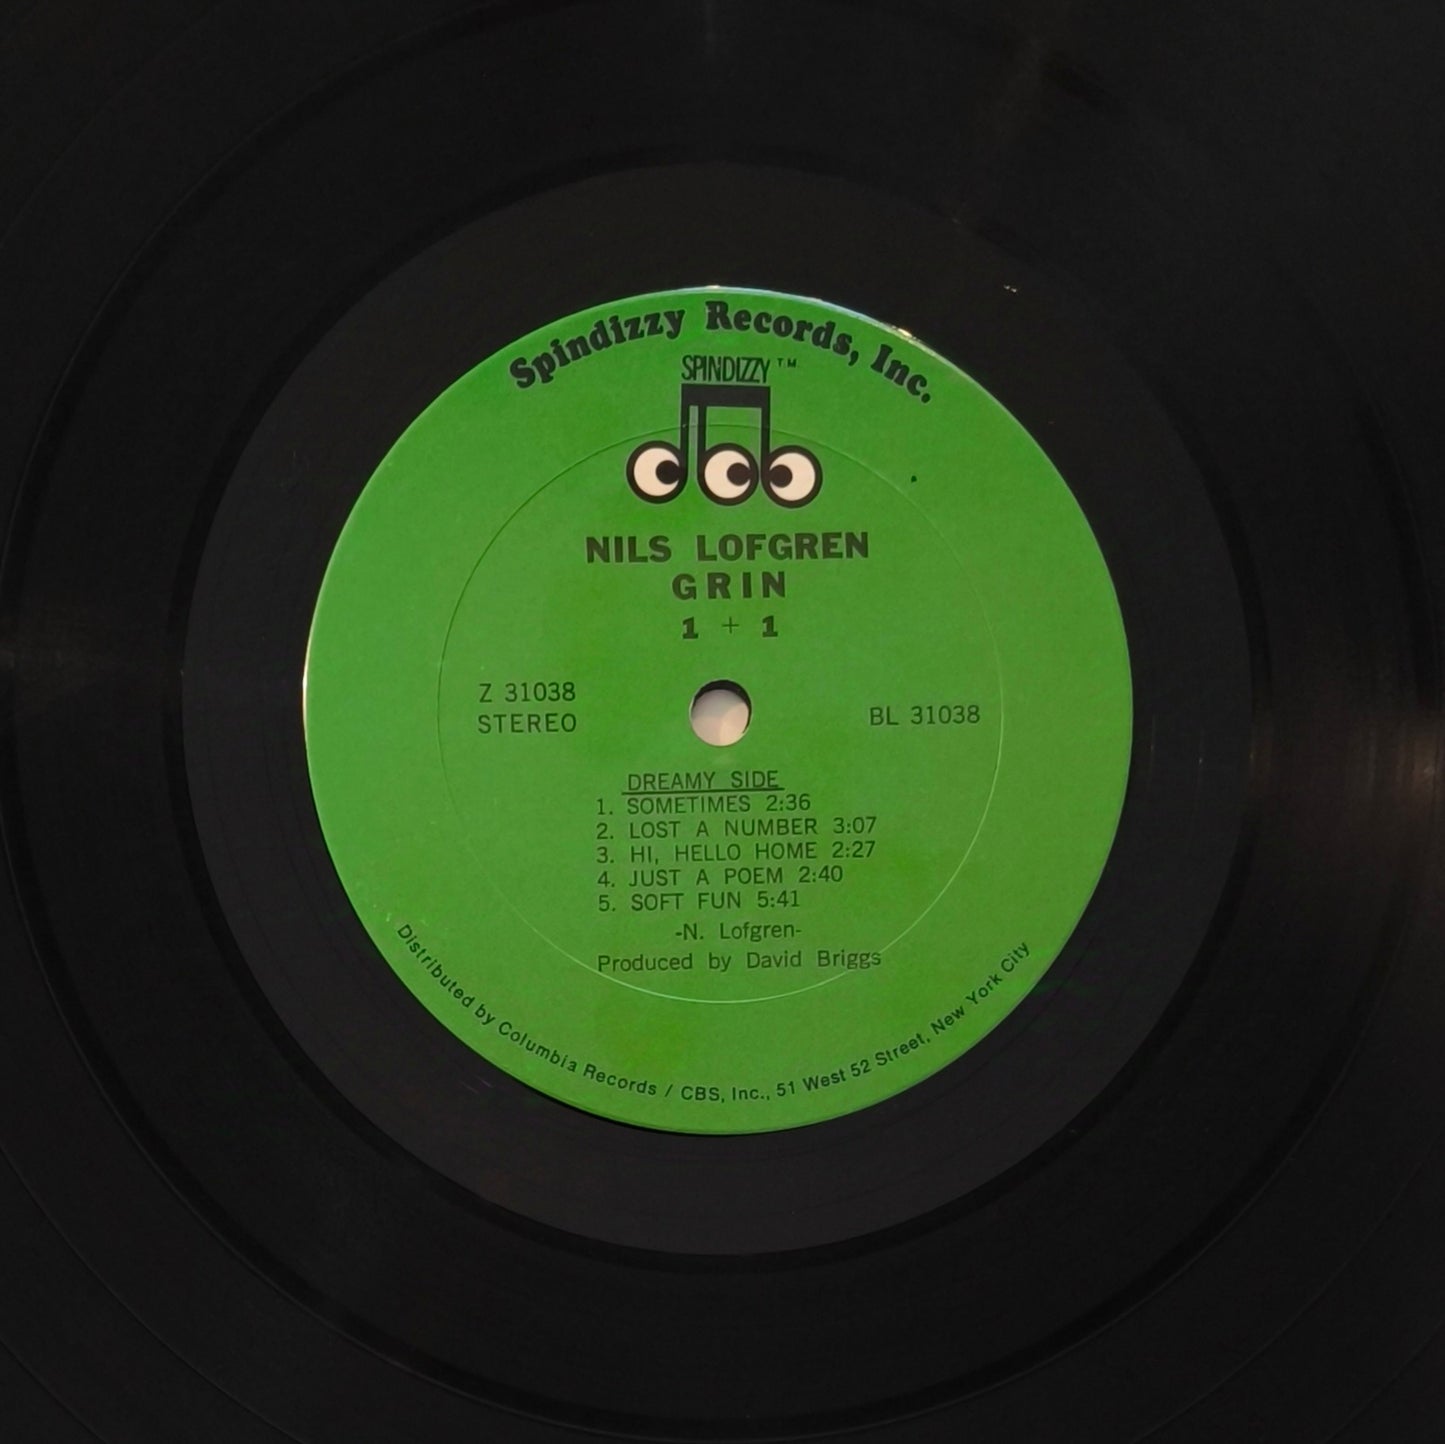 Spindizzy Records, Inc.
SPINDIZZY ™
NILS LOFGREN
GRIN
1 + 1
Z 31038
STEREO
BL 31038
DREAMY SIDE
1. SOMETIMES 2:36
2. LOST A NUMBER 3:07
3. HI, HELLO HOME 2:27
4. JUST A POEM 2:40
5. SOFT FUN 5:41
-N. Lofgren-
Produced by David Briggs
Distributed by Columbia Records / CBS, Inc., 51 West 52 Street, New York City